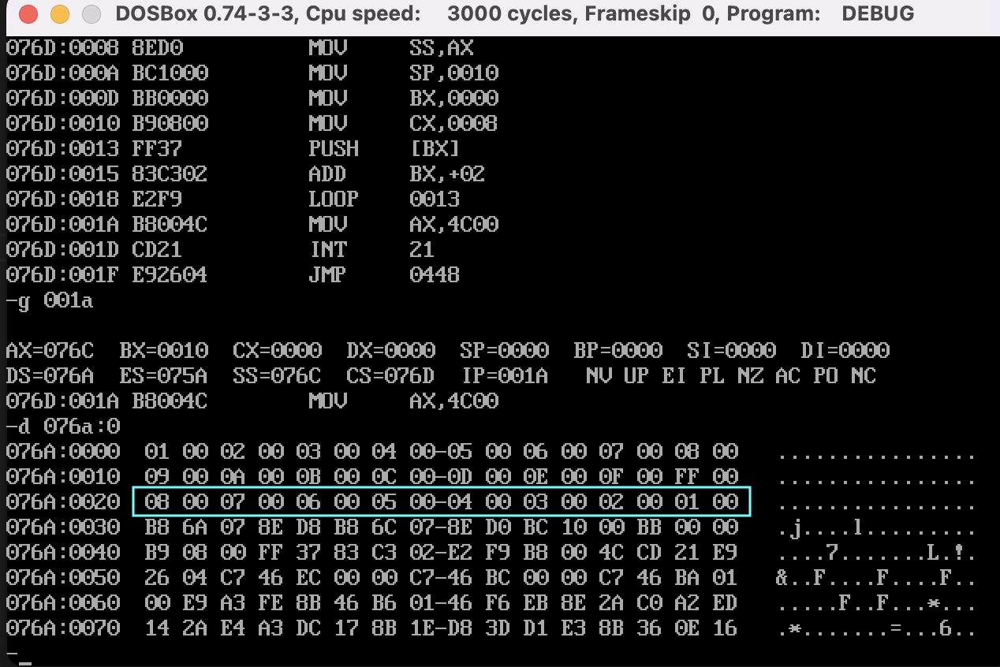 DOSBox 0.74-3-3, Cpu speed: 3000 cycles, Frameskip 0, Program: DEBUG
076D:0008 8ED0 MOV SS,AX
076D:000A BC1000 MOV SP,0010
076D:000D BB0000 MOV BX,0000
076D:0010 B90800 MOV CX,0008
076D:0013 FF37 PUSH [BX]
076D:0015 83C302 ADD BX,+02
076D:0018 E2F9 LOOP 0013
076D:001A B8004C MOV AX,4C00
076D:001D CD21 INT 21
076D:001F E92604 JMP 0448
-g 001a
AX=076C BX=0010 CX=0000 DX=0000 SP=0000 BP=0000 SI=0000 DI=0000
DS=076A ES=075A SS=076C CS=076D IP=001A NV UP EI PL NZ AC PO NC
076D:001A B8004C MOV AX,4C00
-d 076a:0
076A:0000 01 00 02 00 03 00 04 00-05 00 06 00 07 00 08 00 ................
076A:0010 09 00 0A 00 0B 00 0C 00-0D 00 0E 00 0F 00 FF 00 ................
076A:0020 08 00 07 00 06 00 05 00-04 00 03 00 02 00 01 00 ................
076A:0030 B8 6A 07 8E D8 B8 6C 07-8E D0 BC 10 00 BB 00 00 .j....l.........
076A:0040 B9 08 00 FF 37 83 C3 02-E2 F9 B8 00 4C CD 21 E9 ....7.......L.!.
076A:0050 26 04 C7 46 EC 00 00 C7-46 BC 00 00 C7 46 BA 01 &..F....F....F..
076A:0060 00 E9 A3 FE 8B 46 B6 01-46 F6 EB 8E 2A C0 A2 ED .....F..F...*...
076A:0070 14 2A E4 A3 DC 17 8B 1E-D8 3D D1 E3 8B 36 0E 16 .*.......=...6..
-